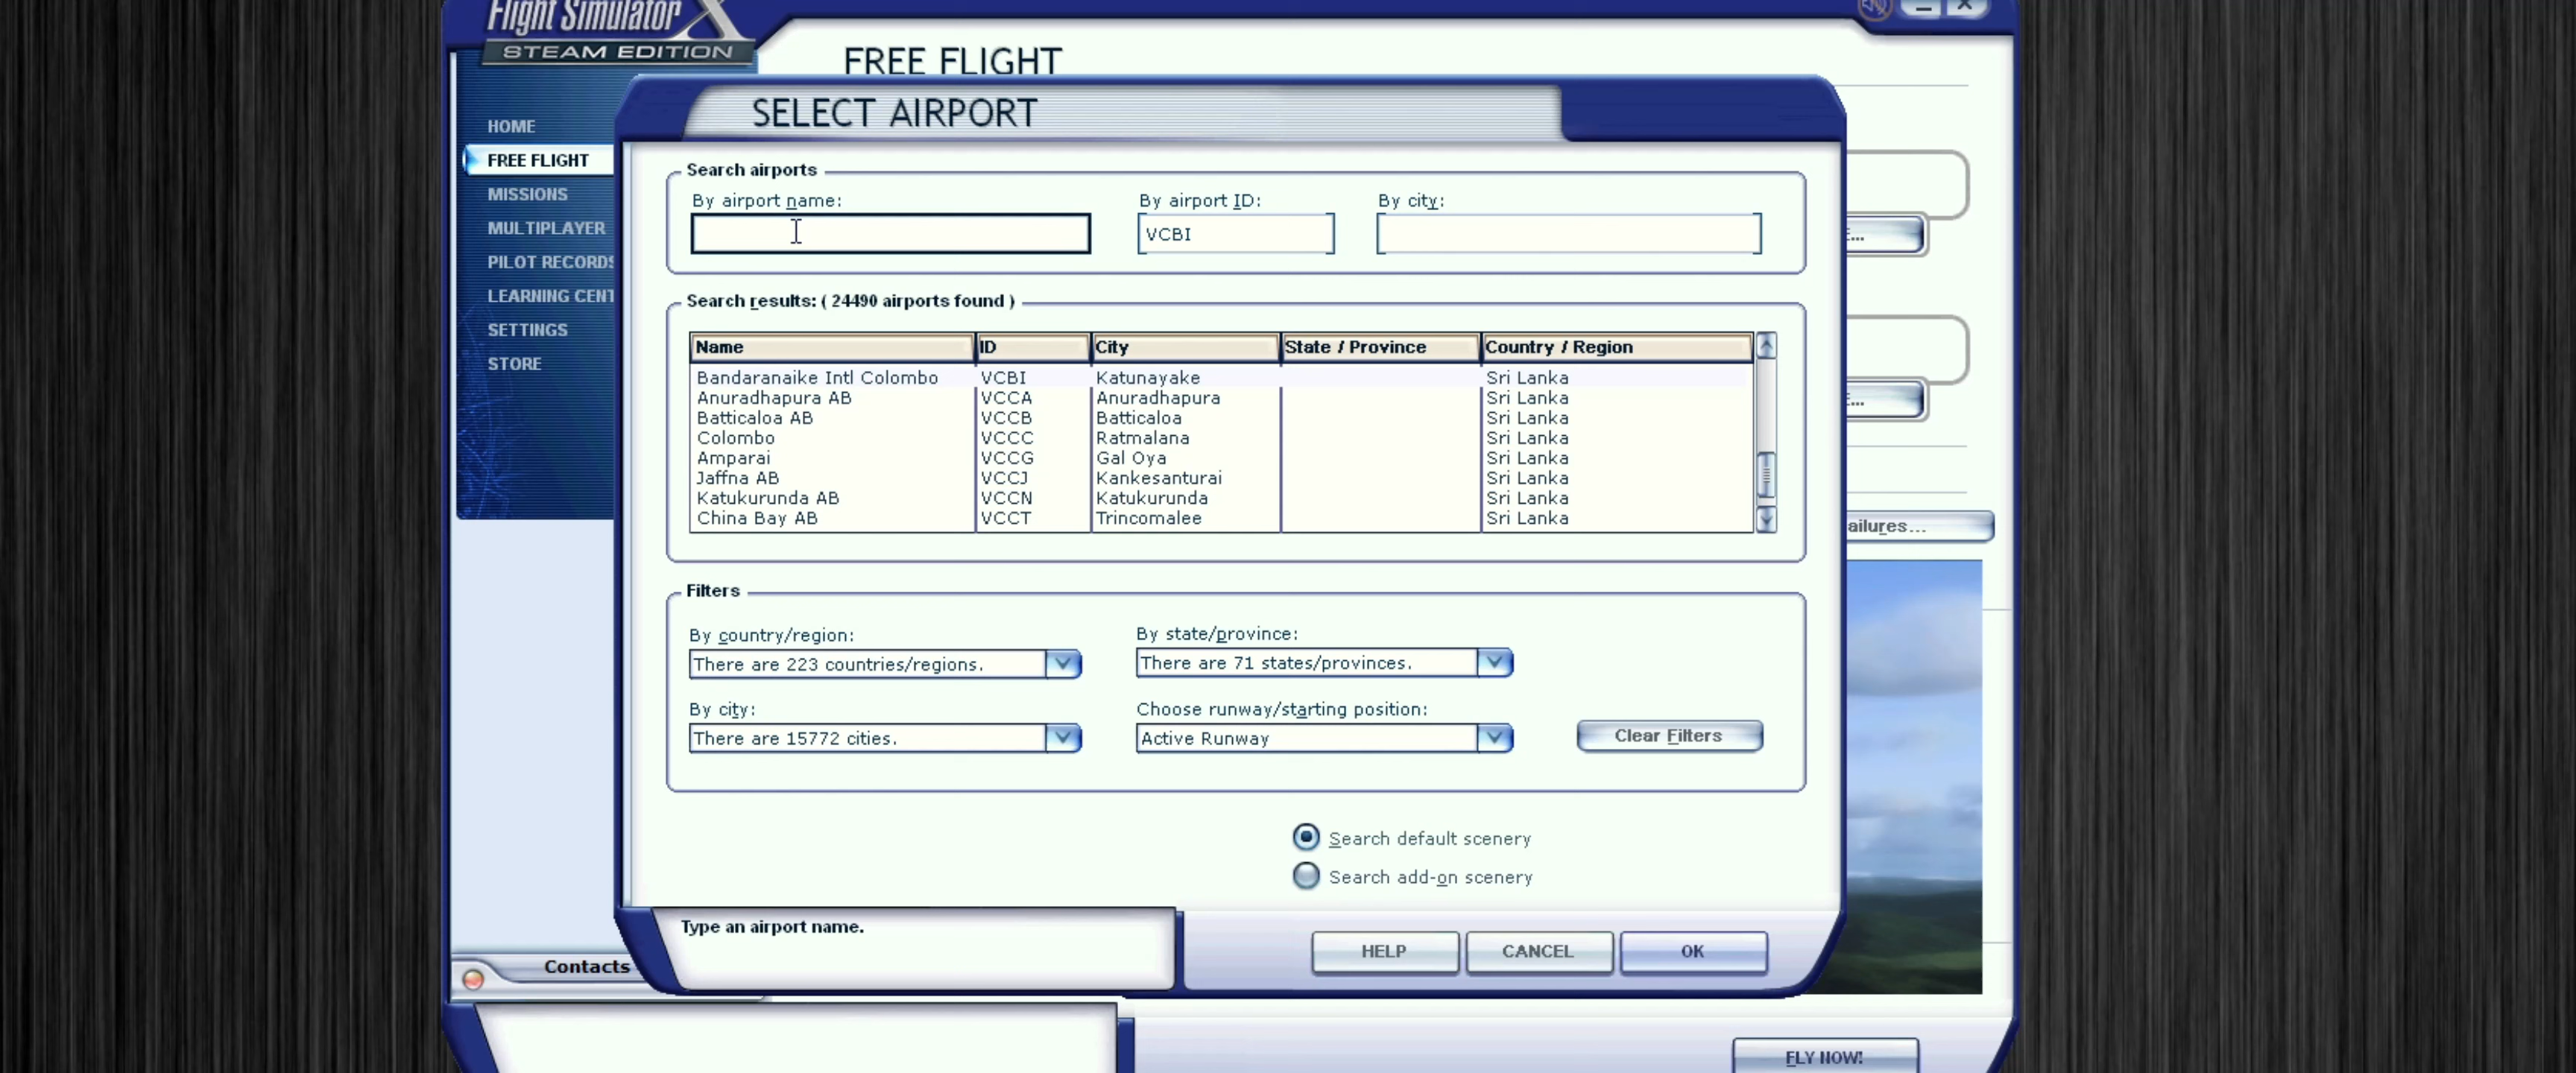 Flight Simulator X
STEAM EDITION
FREE FLIGHT
SELECT AIRPORT
HOME
FREE FLIGHT
MISSIONS
MULTIPLAYER
PILOT RECORDS
LEARNING CENT
SETTINGS
STORE
Search airports
By airport name: By airport ID: By city:
VCBI
E...
Search results: ( 24490 airports found )
Name ID City State / Province Country / Region
Bandaranaike Intl Colombo VCBI Katunayake Sri Lanka
Anuradhapura AB VCCA Anuradhapura Sri Lanka
Batticaloa AB VCCB Batticaloa Sri Lanka
Colombo VCCC Ratmalana Sri Lanka
Amparai VCCG Gal Oya Sri Lanka
Jaffna AB VCCJ Kankesanturai Sri Lanka
Katukurunda AB VCCN Katukurunda Sri Lanka
China Bay AB VCCT Trincomalee Sri Lanka
E...
ailures...
Filters
By country/region: By state/province:
There are 223 countries/regions. There are 71 states/provinces.
By city: Choose runway/starting position:
There are 15772 cities. Active Runway Clear Filters
Search default scenery
Search add-on scenery
Type an airport name.
HELP CANCEL OK
Contacts
FLY NOW!